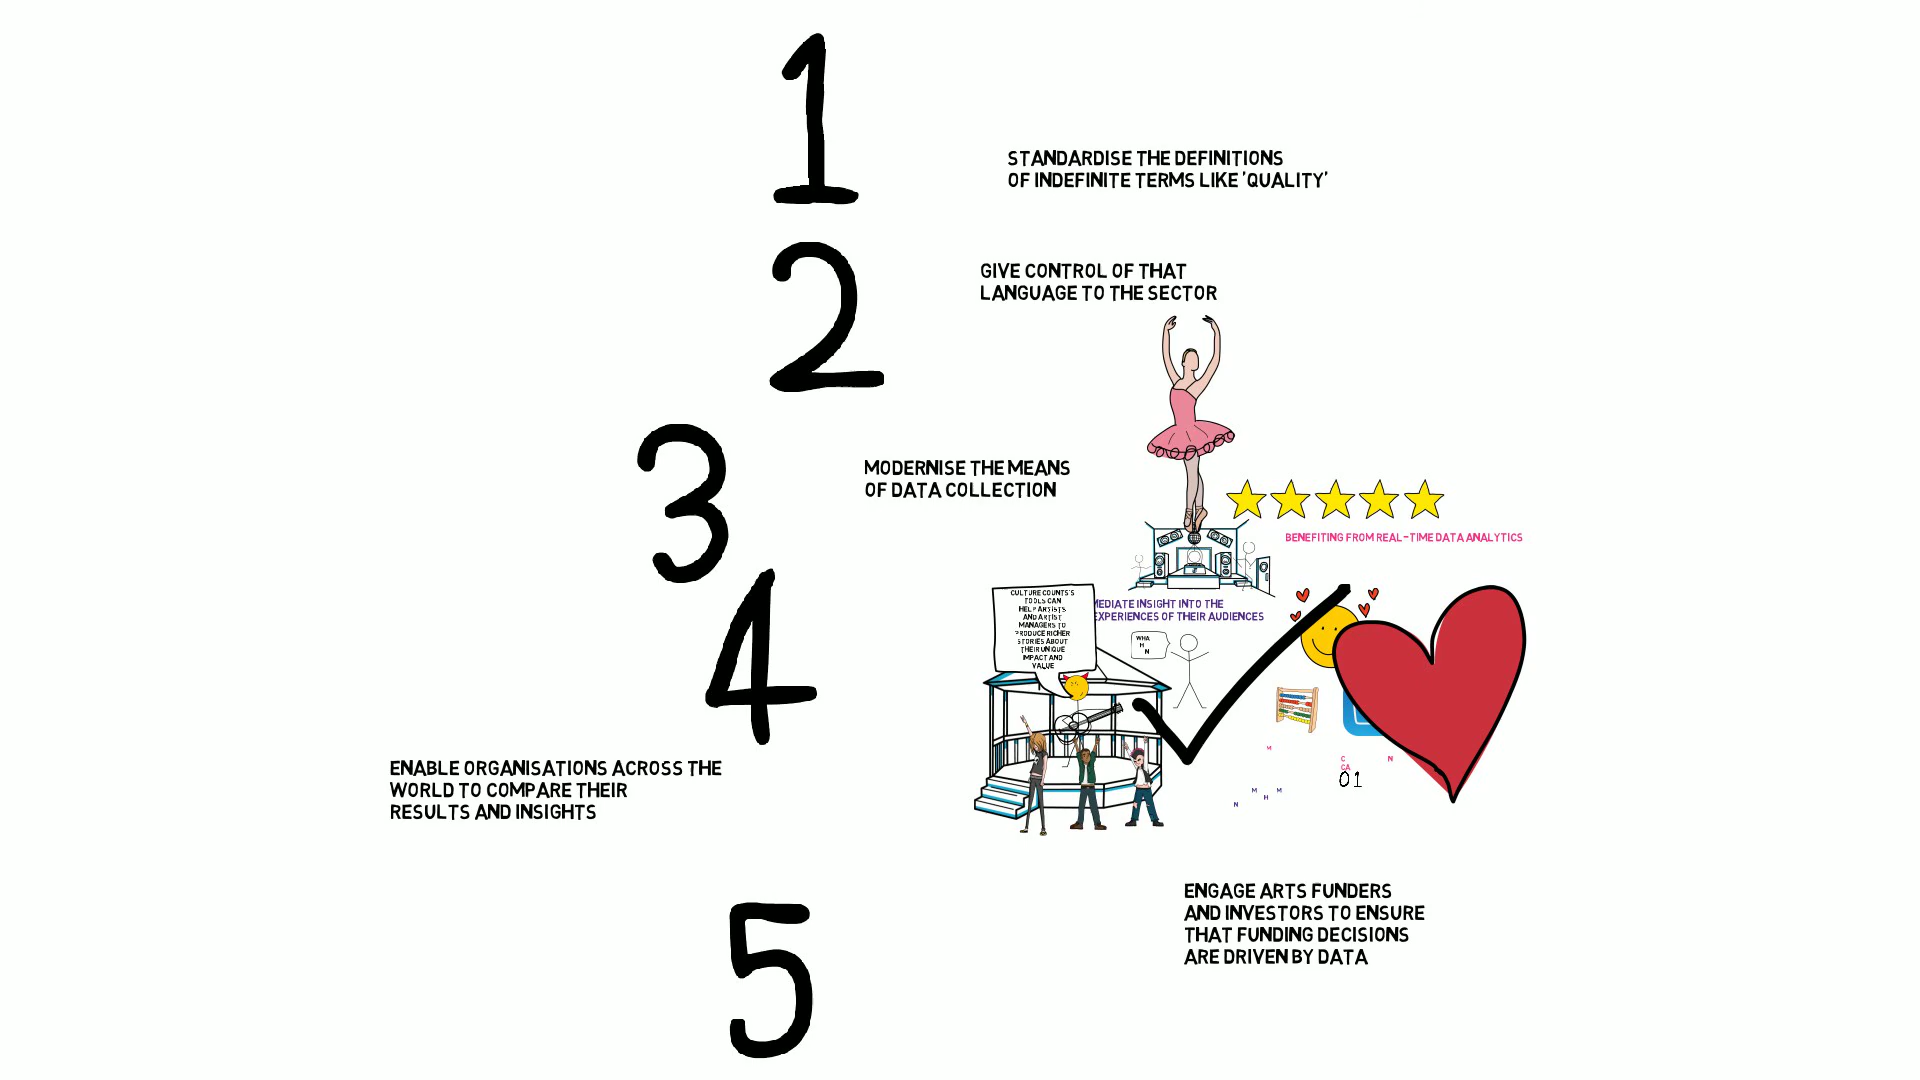 1
STANDARDISE THE DEFINITIONS
OF INDEFINITE TERMS LIKE 'QUALITY'
2
GIVE CONTROL OF THAT
LANGUAGE TO THE SECTOR
3
MODERNISE THE MEANS
OF DATA COLLECTION
BENEFITING FROM REAL-TIME DATA ANALYTICS
MEDIATE INSIGHT INTO THE
EXPERIENCES OF THEIR AUDIENCES
CULTURE COUNTS'S
TOOLS CAN
HELP ARTISTS
AND ARTIST
MANAGERS TO
PRODUCE RICHER
STORIES ABOUT
THEIR UNIQUE
IMPACT AND
VALUE
WHA
H
N
4
ENABLE ORGANISATIONS ACROSS THE
WORLD TO COMPARE THEIR
RESULTS AND INSIGHTS
M
C
N
CA
01
M
M
H
N
5
ENGAGE ARTS FUNDERS
AND INVESTORS TO ENSURE
THAT FUNDING DECISIONS
ARE DRIVEN BY DATA